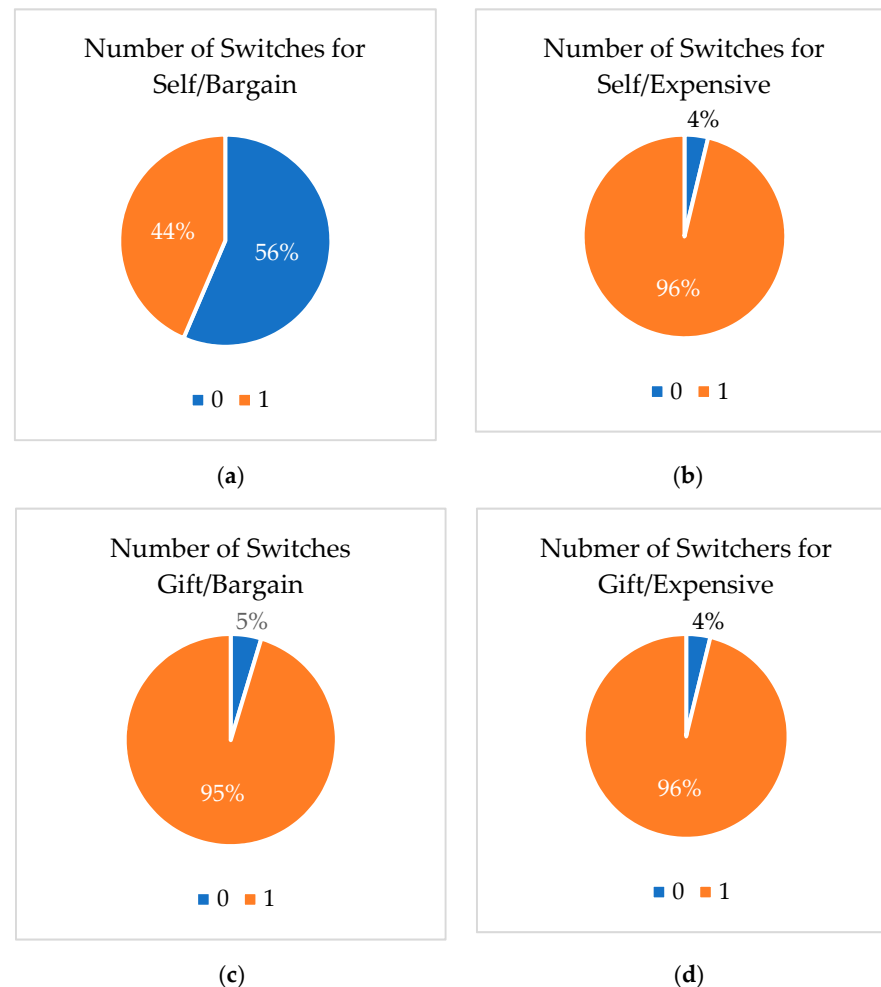 Number of Switches for
Self/Bargain
44%
56%
0 1
(a)
Number of Switches for
Self/Expensive
4%
96%
0 1
(b)
Number of Switches
Gift/Bargain
5%
95%
0 1
(c)
Nubmer of Switchers for
Gift/Expensive
4%
96%
0 1
(d)